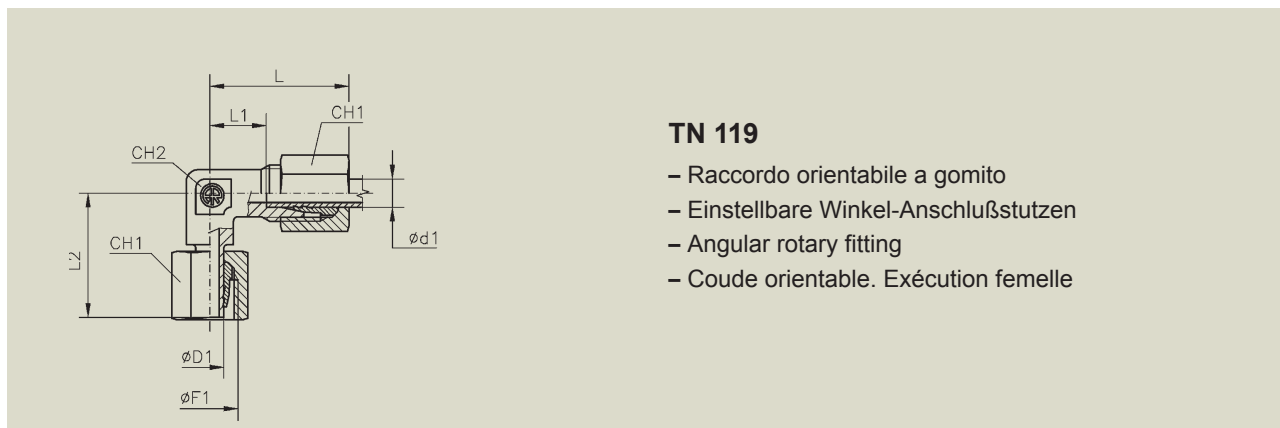 L
L1
CH1
CH2
CH1
L2
ød1
øD1
øF1
TN 119
– Raccordo orientabile a gomito
– Einstellbare Winkel-Anschlußstutzen
– Angular rotary fitting
– Coude orientable. Exécution femelle